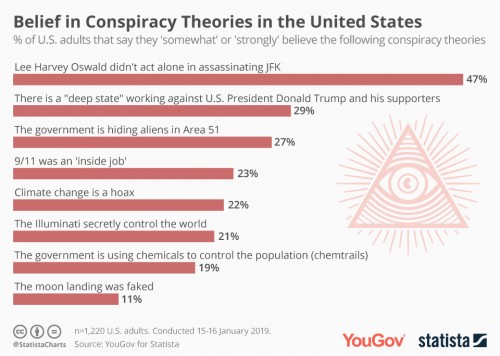 Belief in Conspiracy Theories in the United States
% of U.S. adults that say they 'somewhat' or 'strongly' believe the following conspiracy theories
Lee Harvey Oswald didn't act alone in assassinating JFK
47%
There is a "deep state" working against U.S. President Donald Trump and his supporters
29%
The government is hiding aliens in Area 51
27%
9/11 was an 'inside job'
23%
Climate change is a hoax
22%
The Illuminati secretly control the world
21%
The government is using chemicals to control the population (chemtrails)
19%
The moon landing was faked
11%
n=1,220 U.S. adults. Conducted 15-16 January 2019.
@StatistaCharts Source: YouGov for Statista
YouGov statista